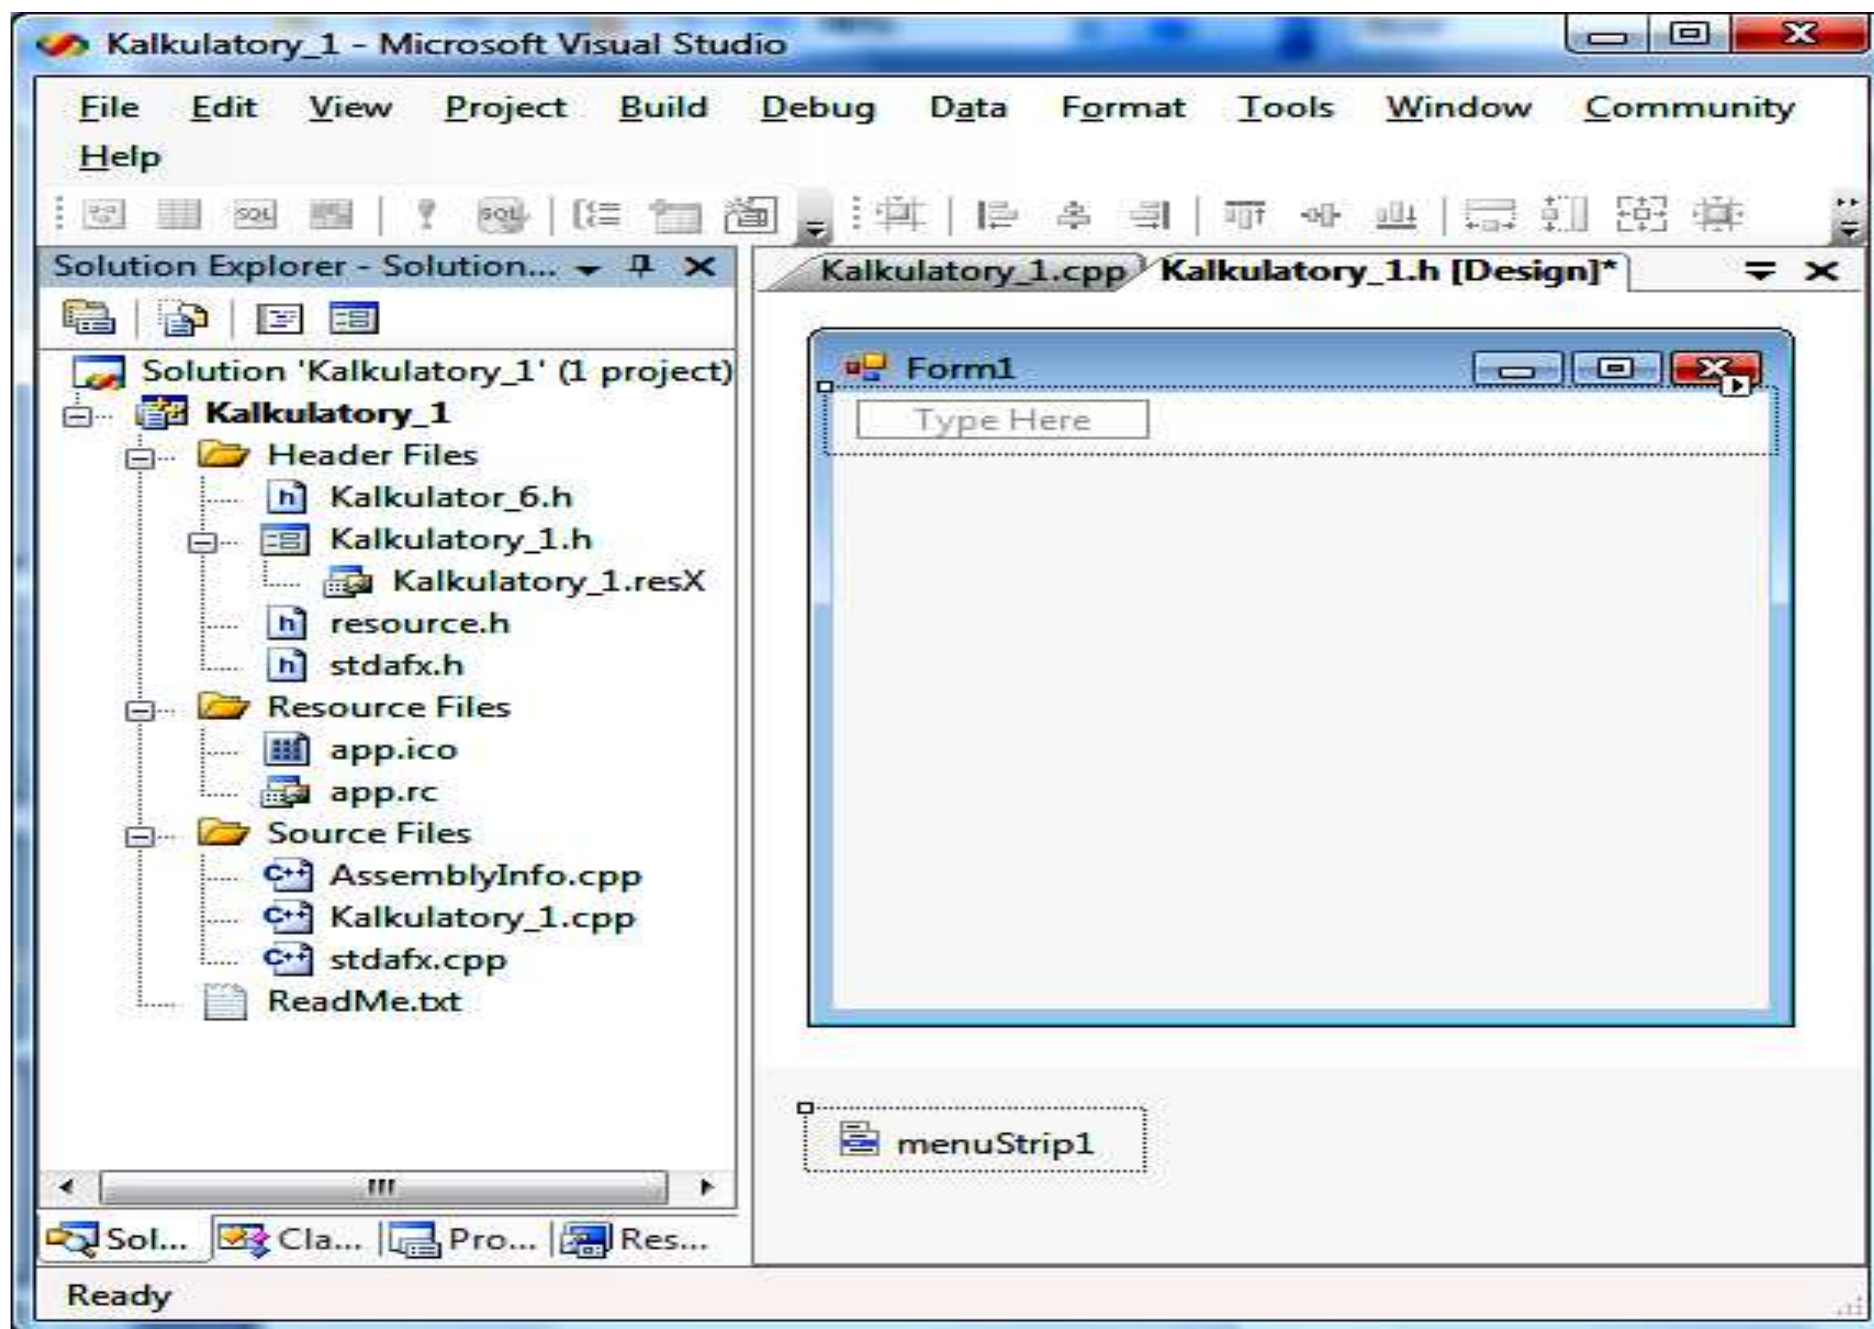 Kalkulatory_1 - Microsoft Visual Studio
File Edit View Project Build Debug Data Format Tools Window Community
Help
SQL ! SQL
Solution Explorer - Solution...
Kalkulatory_1.cpp Kalkulatory_1.h [Design]*
Solution 'Kalkulatory_1' (1 project)
Kalkulatory_1
Header Files
Kalkulator_6.h
Kalkulatory_1.h
Kalkulatory_1.resX
resource.h
stdafx.h
Resource Files
app.ico
app.rc
Source Files
AssemblyInfo.cpp
Kalkulatory_1.cpp
stdafx.cpp
ReadMe.txt
Form1
Type Here
menuStrip1
Sol... Cla... Pro... Res...
Ready